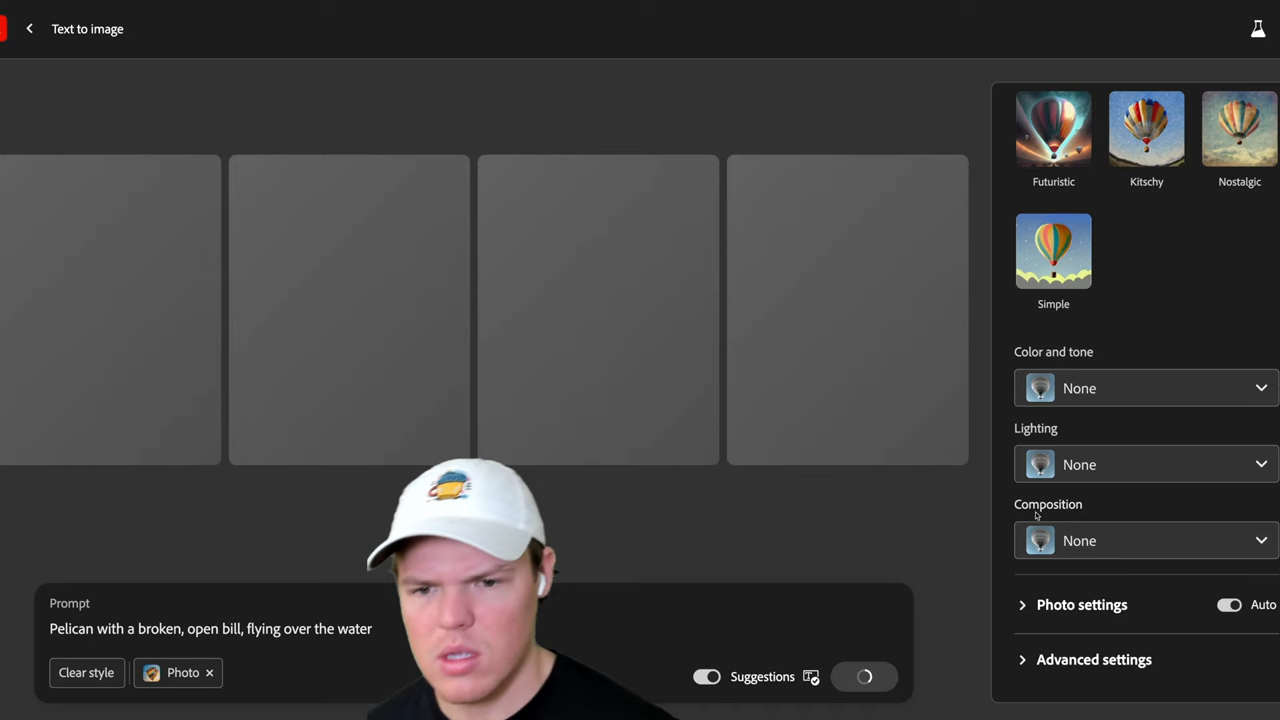 Text to image
Futuristic
Kitschy
Nostalgic
Simple
Color and tone
None
Lighting
None
Composition
None
Photo settings
Auto
Advanced settings
Prompt
Pelican with a broken, open bill, flying over the water
Clear style
Photo
Suggestions